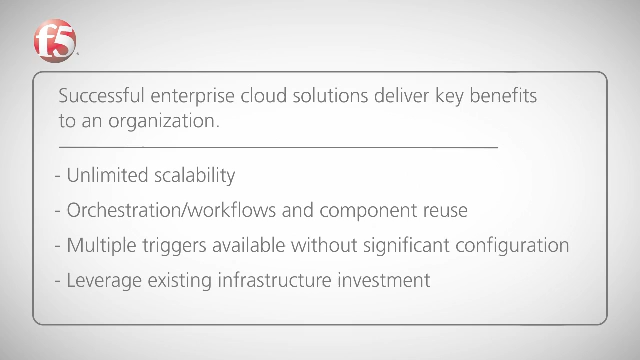 f5
Successful enterprise cloud solutions deliver key benefits
to an organization.
- Unlimited scalability
- Orchestration/workflows and component reuse
- Multiple triggers available without significant configuration
- Leverage existing infrastructure investment